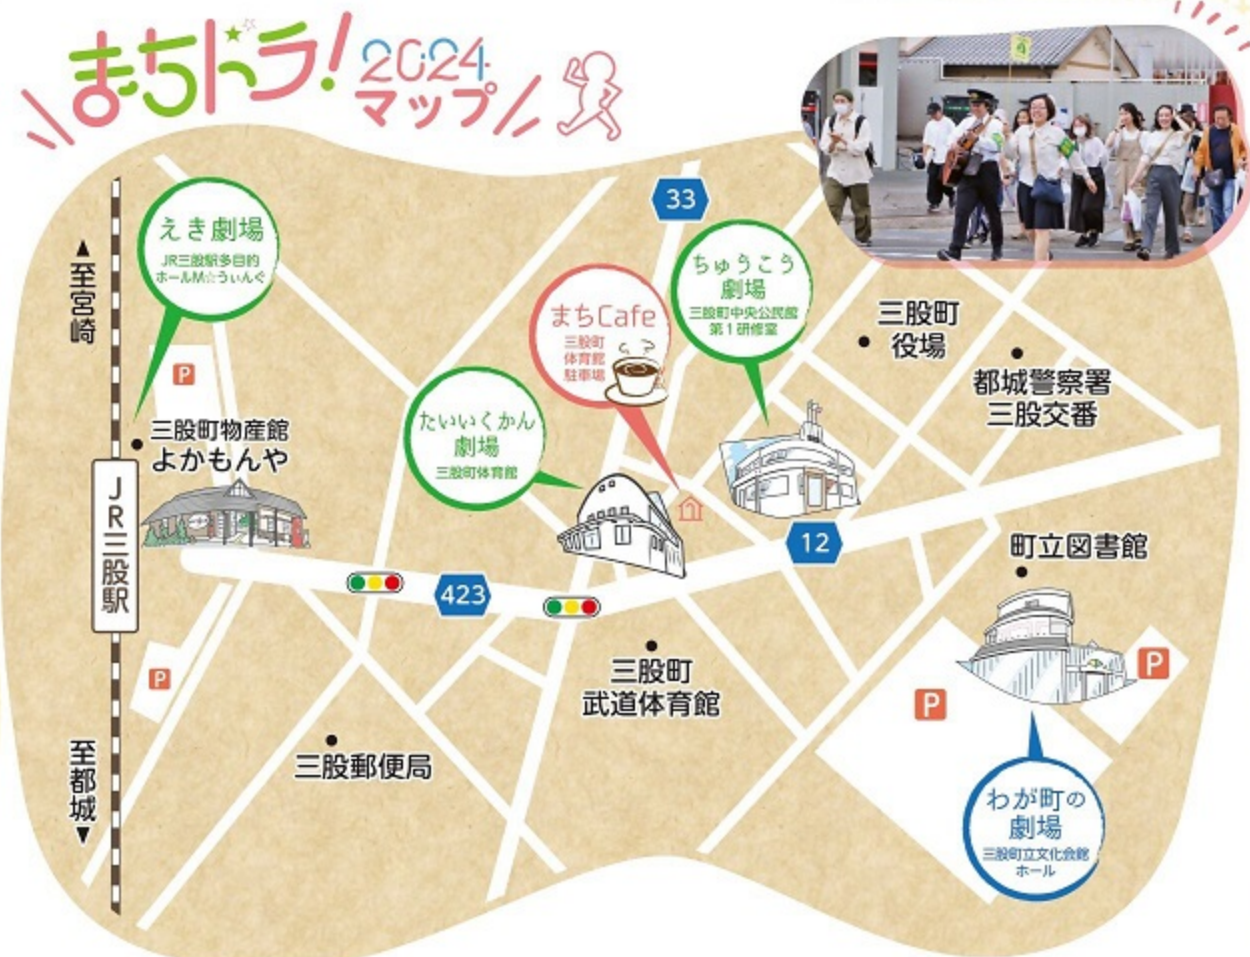 まちドラ!
2024
マップ
33
えき劇場
JR三股駅多目的
ホールM☆うぃんぐ
ちゅうこう
劇場
三股町中央公民館
第1研修室
まちCafe
三股町
体育館
駐車場
▲至宮崎
三股町
役場
都城警察署
三股交番
P
たいいくかん
劇場
三股町体育館
三股町物産館
よかもんや
JR三股駅
12
町立図書館
423
三股町
武道体育館
P
P
P
至都城▼
三股郵便局
わが町の
劇場
三股町立文化会館
ホール